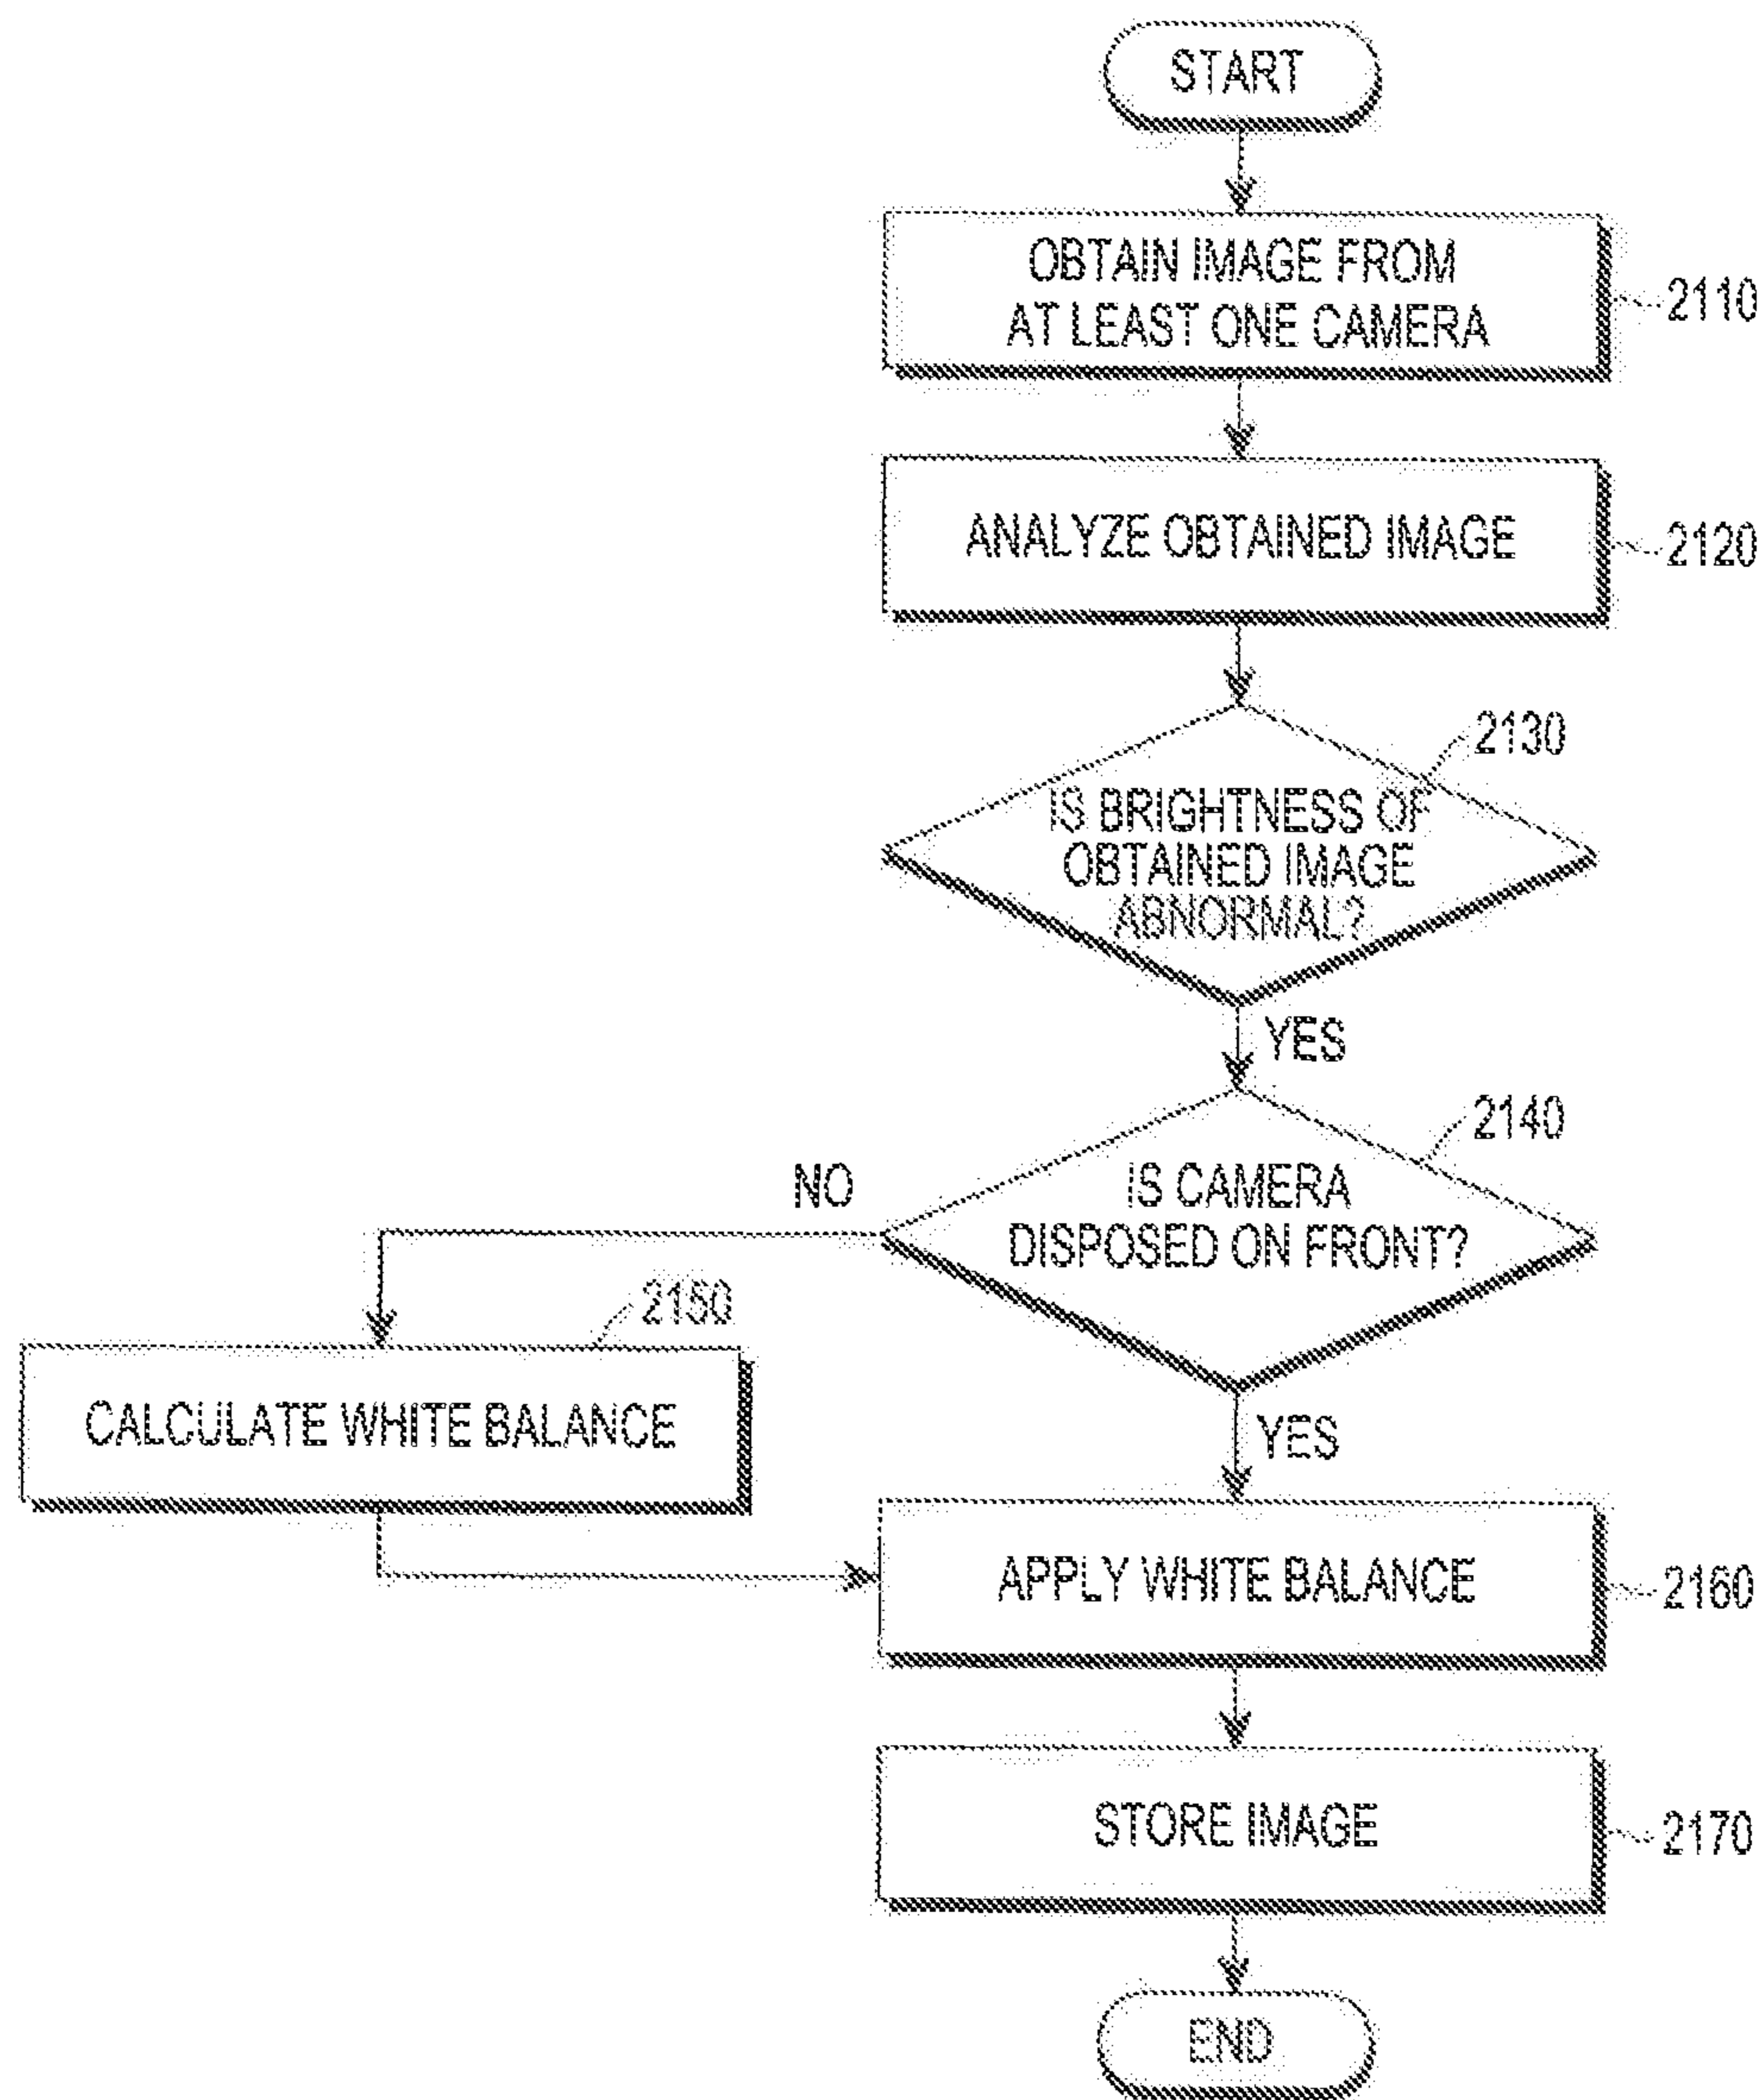 START
OBTAIN IMAGE FROM
AT LEAST ONE CAMERA
2110
ANALYZE OBTAINED IMAGE
2120
2130
IS BRIGHTNESS OF
OBTAINED IMAGE
ABNORMAL?
YES
2140
NO
IS CAMERA
DISPOSED ON FRONT?
2150
CALCULATE WHITE BALANCE
YES
APPLY WHITE BALANCE
2160
STORE IMAGE
2170
END